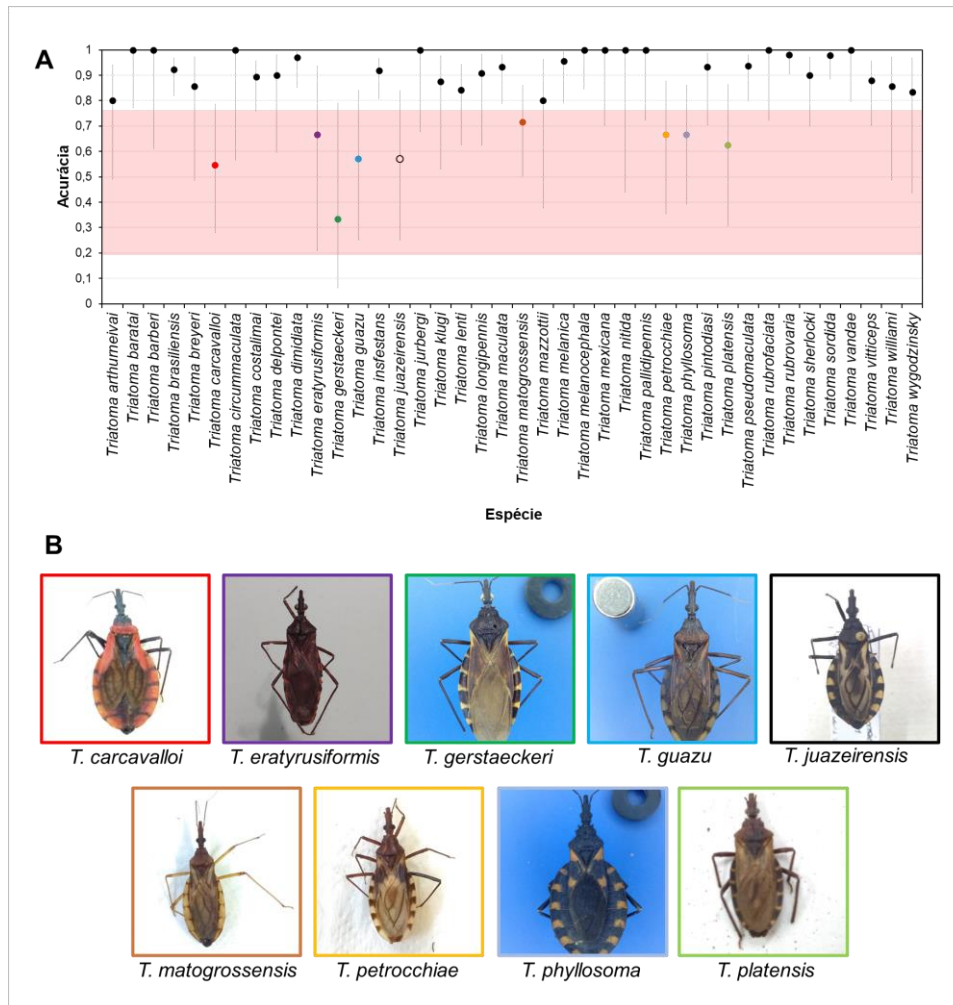 A
Acurácia
1
0,9
0,8
0,7
0,6
0,5
0,4
0,3
0,2
0,1
0
Triatoma arthurneivai
Triatoma baratai
Triatoma barberi
Triatoma brasiliensis
Triatoma breyeri
Triatoma carcavalloi
Triatoma circummaculata
Triatoma costalimai
Triatoma delpontei
Triatoma dimidiata
Triatoma eratyrusiformis
Triatoma gerstaeckeri
Triatoma guazu
Triatoma insfestans
Triatoma juazeirensis
Triatoma jurbergi
Triatoma klugi
Triatoma lenti
Triatoma longipennis
Triatoma maculata
Triatoma matogrossensis
Triatoma mazzottii
Triatoma melanica
Triatoma melanocephala
Triatoma mexicana
Triatoma nitida
Triatoma pallidipennis
Triatoma petrocchiae
Triatoma phyllosoma
Triatoma pintodiasi
Triatoma platensis
Triatoma pseudomaculata
Triatoma rubrofaciata
Triatoma rubrovaria
Triatoma sherlocki
Triatoma sordida
Triatoma vandae
Triatoma vitticeps
Triatoma williami
Triatoma wygodzinsky
Espécie
B
T. carcavalloi
T. eratyrusiformis
T. gerstaeckeri
T. guazu
T. juazeirensis
T. matogrossensis
T. petrocchiae
T. phyllosoma
T. platensis